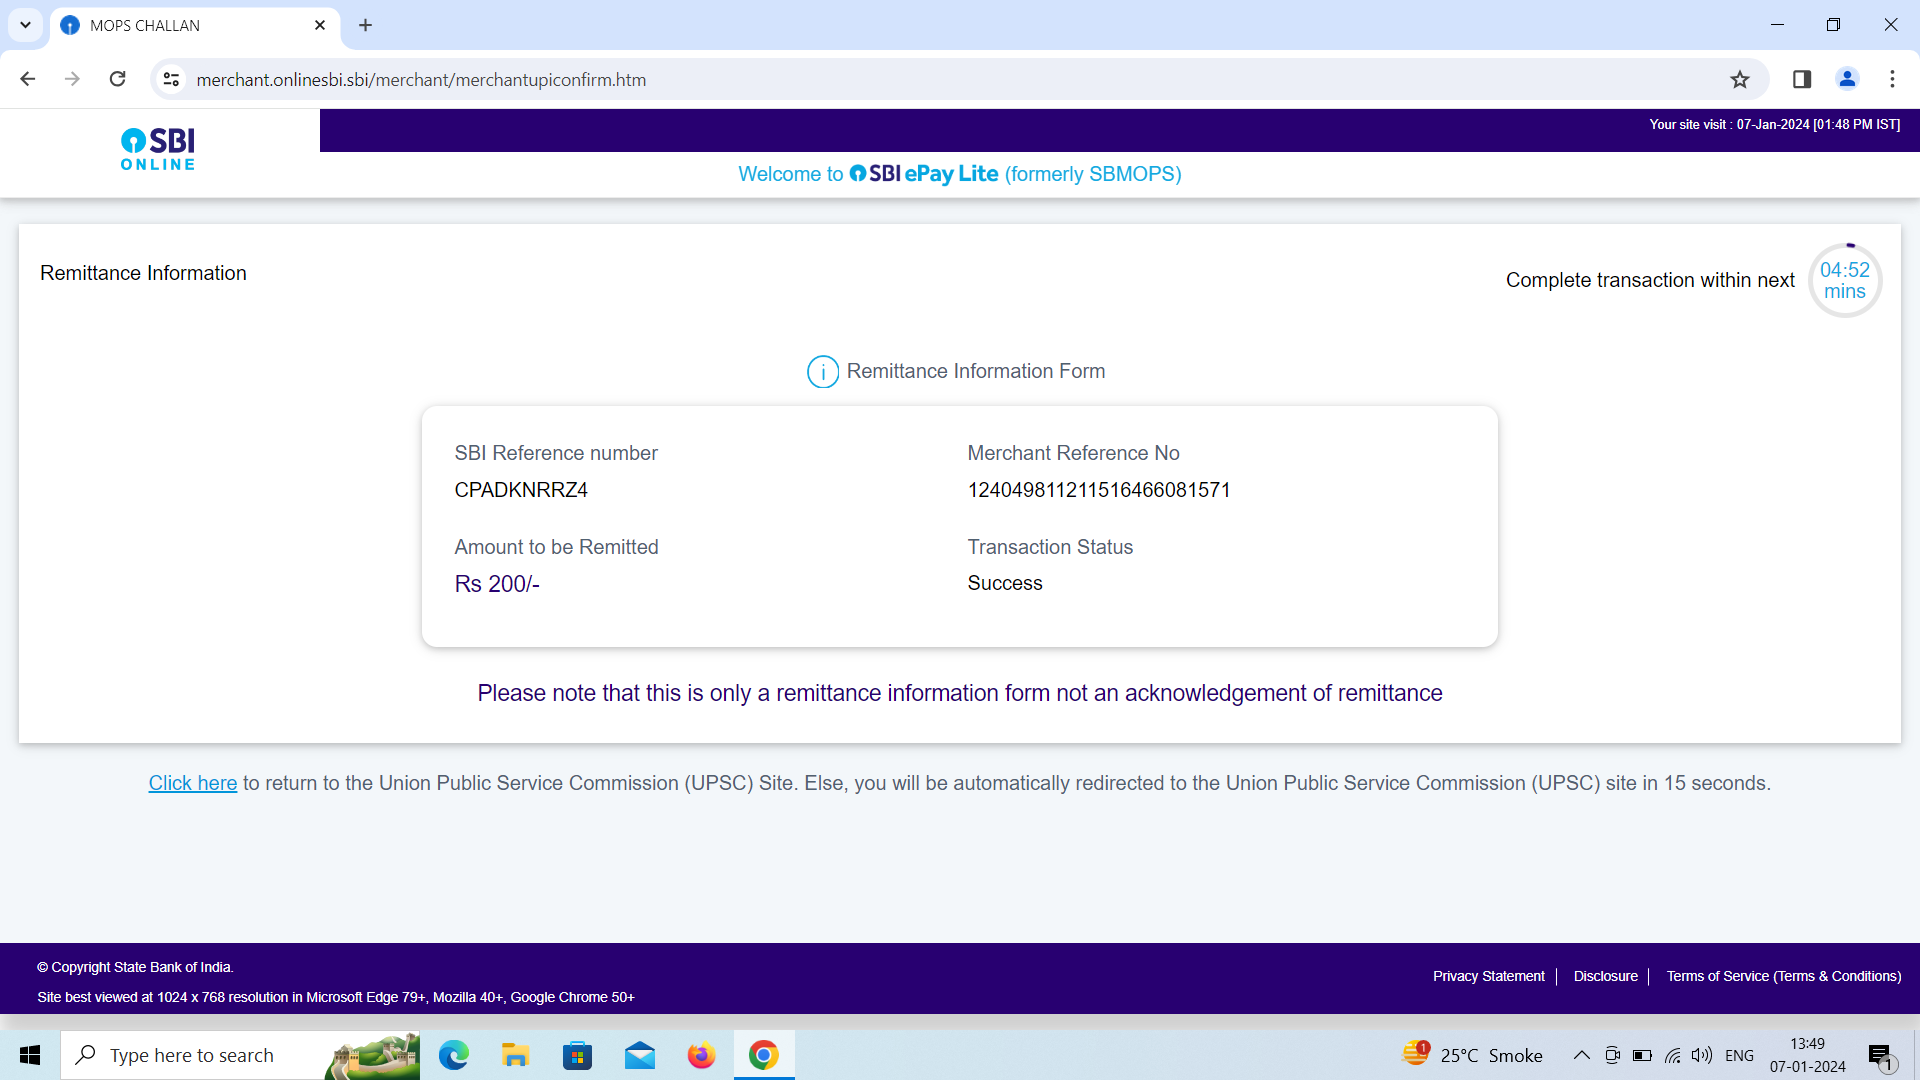 MOPS CHALLAN
merchant.onlinesbi.sbi/merchant/merchantupiconfirm.htm
SBI
ONLINE
Your site visit : 07-Jan-2024 [01:48 PM IST]
Welcome to SBI ePay Lite (formerly SBMOPS)
Remittance Information
Complete transaction within next
04:52
mins
i Remittance Information Form
SBI Reference number
CPADKNRRZ4
Merchant Reference No
124049811211516466081571
Amount to be Remitted
Rs 200/-
Transaction Status
Success
Please note that this is only a remittance information form not an acknowledgement of remittance
Click here to return to the Union Public Service Commission (UPSC) Site. Else, you will be automatically redirected to the Union Public Service Commission (UPSC) site in 15 seconds.
© Copyright State Bank of India.
Site best viewed at 1024 x 768 resolution in Microsoft Edge 79+, Mozilla 40+, Google Chrome 50+
Privacy Statement | Disclosure | Terms of Service (Terms & Conditions)
Type here to search
1
25°C Smoke
ENG
13:49
07-01-2024
1